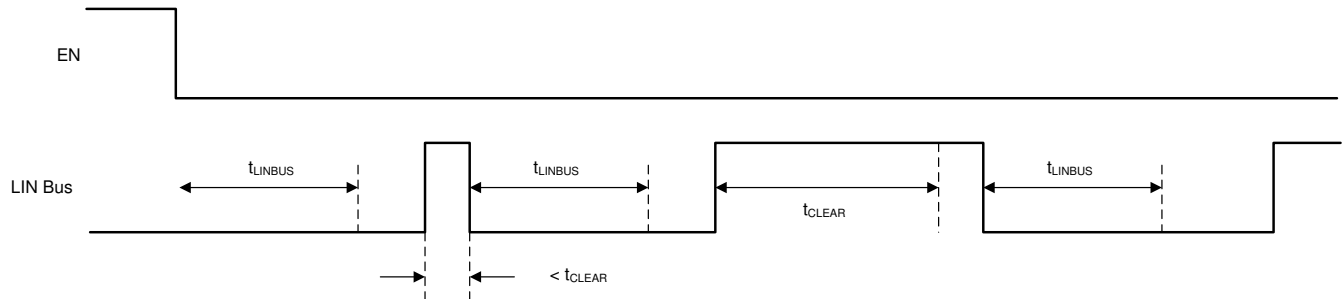 EN
LIN Bus
tLINBUS
tLINBUS
tCLEAR
tLINBUS
< tCLEAR